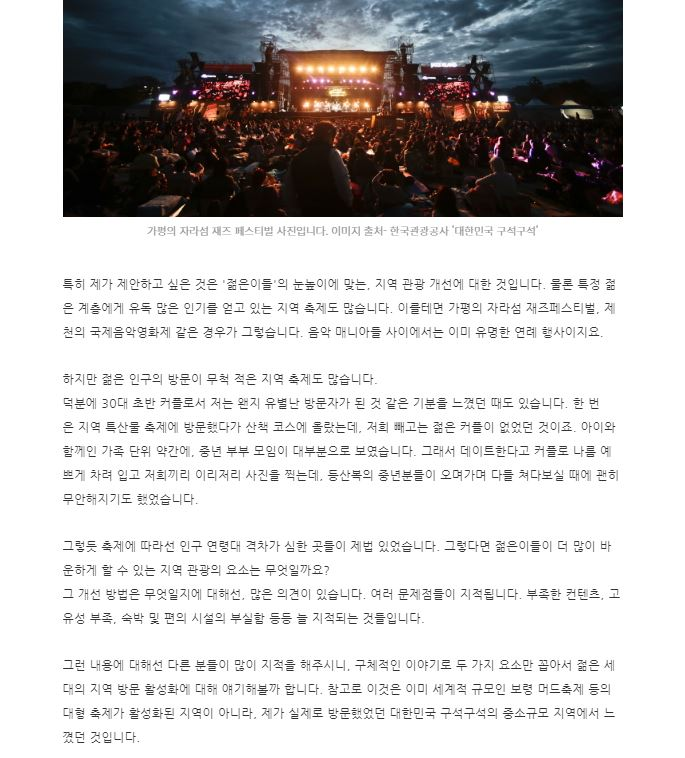 가평의 자라섬 재즈 페스티벌 사진입니다. 이미지 출처- 한국관광공사 '대한민국 구석구석'
특히 제가 제안하고 싶은 것은 '젊은이들'의 눈높이에 맞는, 지역 관광 개선에 대한 것입니다. 물론 특정 젊
은 계층에게 유독 많은 인기를 얻고 있는 지역 축제도 많습니다. 이를테면 가평의 자라섬 재즈페스티벌, 제
천의 국제음악영화제 같은 경우가 그렇습니다. 음악 매니아들 사이에서는 이미 유명한 연례 행사이지요.
하지만 젊은 인구의 방문이 무척 적은 지역 축제도 많습니다.
덕분에 30대 초반 커플로서 저는 왠지 유별난 방문자가 된 것 같은 기분을 느꼈던 때도 있습니다. 한 번
은 지역 특산물 축제에 방문했다가 산책 코스에 올랐는데, 저희 빼고는 젊은 커플이 없었던 것이죠. 아이와
함께인 가족 단위 약간에, 중년 부부 모임이 대부분으로 보였습니다. 그래서 데이트한다고 커플로 나름 예
쁘게 차려 입고 저희끼리 이리저리 사진을 찍는데, 등산복의 중년분들이 오며가며 다들 쳐다보실 때에 괜히
무안해지기도 했었습니다.
그렇듯 축제에 따라선 인구 연령대 격차가 심한 곳들이 제법 있었습니다. 그렇다면 젊은이들이 더 많이 바
운하게 할 수 있는 지역 관광의 요소는 무엇일까요?
그 개선 방법은 무엇일지에 대해선, 많은 의견이 있습니다. 여러 문제점들이 지적됩니다. 부족한 컨텐츠, 고
유성 부족, 숙박 및 편의 시설의 부실함 등등 늘 지적되는 것들입니다.
그런 내용에 대해선 다른 분들이 많이 지적을 해주시니, 구체적인 이야기로 두 가지 요소만 꼽아서 젊은 세
대의 지역 방문 활성화에 대해 얘기해볼까 합니다. 참고로 이것은 이미 세계적 규모인 보령 머드축제 등의
대형 축제가 활성화된 지역이 아니라, 제가 실제로 방문했었던 대한민국 구석구석의 중소규모 지역에서 느
꼈던 것입니다.